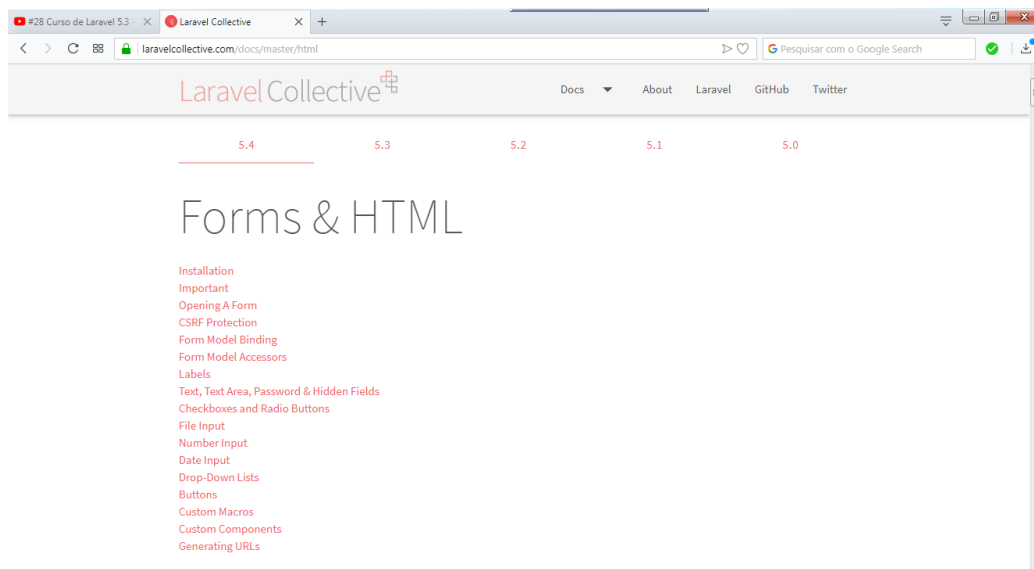 #28 Curso de Laravel 5.3 -
Laravel Collective
laravelcollective.com/docs/master/html
Pesquisar com o Google Search
Laravel Collective
Docs About Laravel GitHub Twitter
5.4 5.3 5.2 5.1 5.0
Forms & HTML
Installation
Important
Opening A Form
CSRF Protection
Form Model Binding
Form Model Accessors
Labels
Text, Text Area, Password & Hidden Fields
Checkboxes and Radio Buttons
File Input
Number Input
Date Input
Drop-Down Lists
Buttons
Custom Macros
Custom Components
Generating URLs